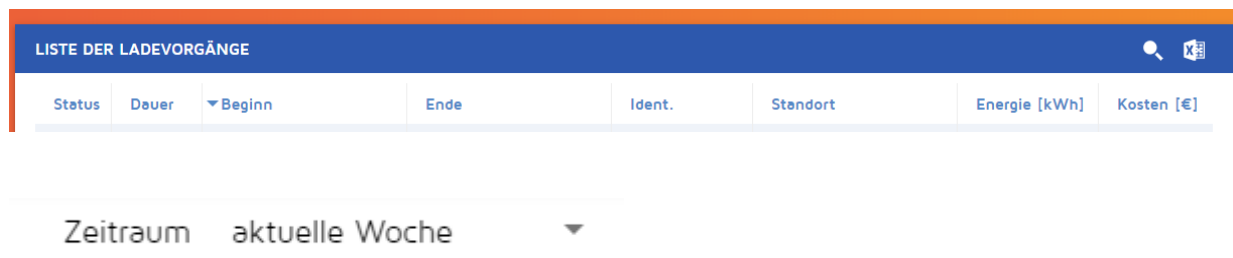 LISTE DER LADEVORGÄNGE
Status Dauer Beginn Ende Ident. Standort Energie [kWh] Kosten [€]
Zeitraum aktuelle Woche